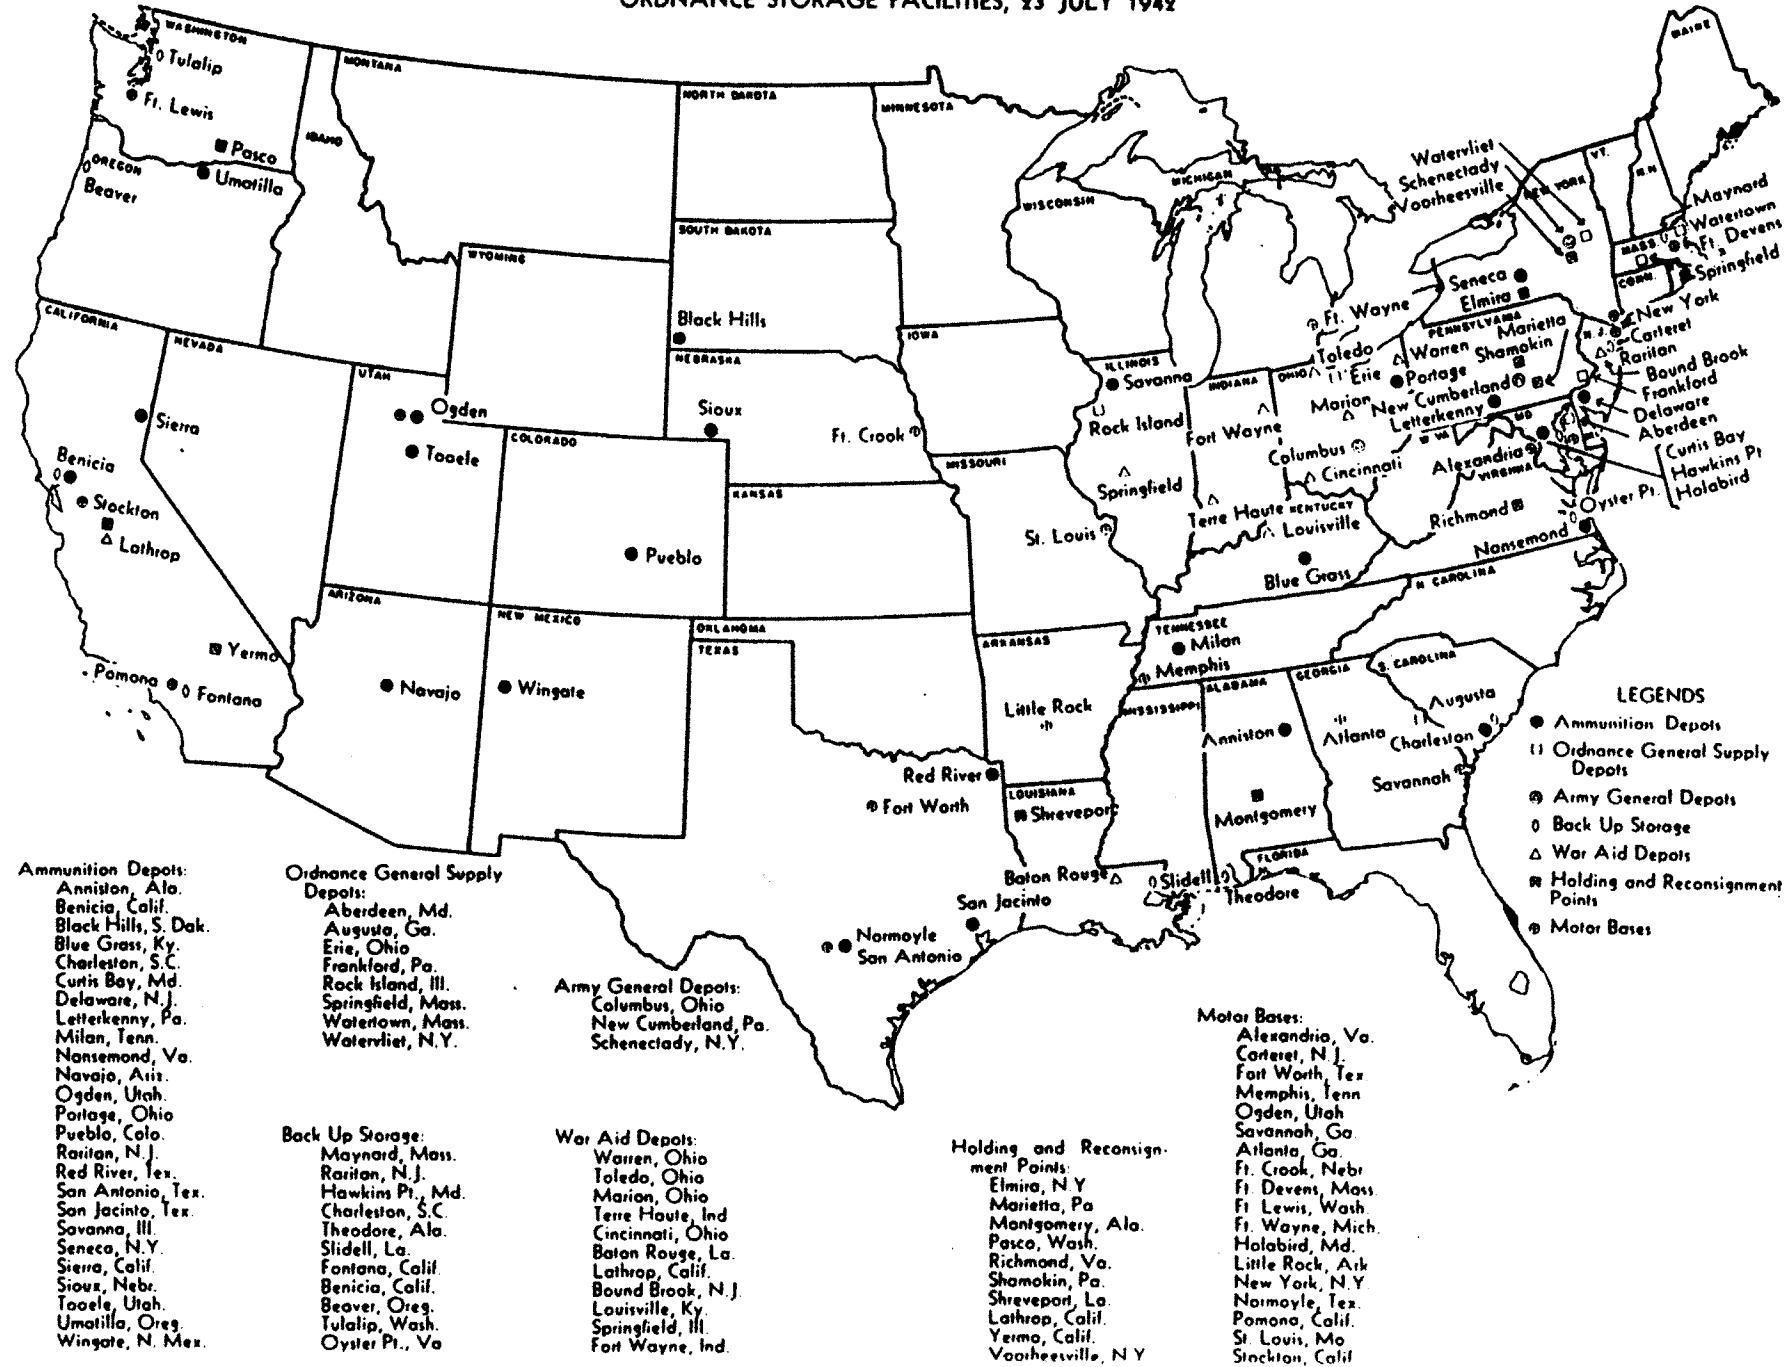 ORDNANCE STORAGE FACILITIES, 23 JULY 1942
WASHINGTON
Tulalip
Ft. Lewis
Pasco
OREGON
Beaver
Umatilla
IDAHO
MONTANA
NORTH DAKOTA
MINNESOTA
SOUTH DAKOTA
WYOMING
Black Hills
NEBRASKA
Sioux
Ft. Crook
IOWA
WISCONSIN
MICHIGAN
MAINE
VT.
N.H.
NEW YORK
MASS.
CONN.
Watervliet
Schenectady
Voorheesville
Maynard
Watertown
Ft. Devens
Springfield
Seneca
Elmira
Ft. Wayne
New York
Carteret
Raritan
Bound Brook
Frankford
Delaware
Aberdeen
Curtis Bay
Hawkins Pt
Holabird
N.J.
PENNSYLVANIA
Marietta
Shamokin
Warren
Toledo
Erie
Portage
Marion
New Cumberland
Letterkenny
MD
W VA
Alexandria
VIRGINIA
Columbus
Cincinnati
OHIO
INDIANA
Fort Wayne
ILLINOIS
Savanna
Rock Island
Springfield
Terre Haute
KENTUCKY
Louisville
Blue Grass
Richmond
Oyster Pt.
Nansemond
CALIFORNIA
NEVADA
UTAH
Ogden
Tooele
Sierra
Benicia
Stockton
Lathrop
COLORADO
Pueblo
KANSAS
MISSOURI
St. Louis
Yermo
Pomona
Fontana
ARIZONA
Navajo
NEW MEXICO
Wingate
OKLAHOMA
TEXAS
ARKANSAS
Little Rock
TENNESSEE
Milan
Memphis
N CAROLINA
S. CAROLINA
GEORGIA
ALABAMA
MISSISSIPPI
Anniston
Atlanta
Augusta
Charleston
Savannah
Montgomery
Red River
Fort Worth
LOUISIANA
Shreveport
Baton Rouge
Slidell
Theodore
FLORIDA
San Jacinto
Normoyle
San Antonio
LEGENDS
Ammunition Depots
Ordnance General Supply
Depots
Army General Depots
Back Up Storage
War Aid Depots
Holding and Reconsignment
Points
Motor Bases
Ammunition Depots:
Anniston, Ala.
Benicia, Calif.
Black Hills, S. Dak.
Blue Grass, Ky.
Charleston, S.C.
Curtis Bay, Md.
Delaware, N.J.
Letterkenny, Pa.
Milan, Tenn.
Nansemond, Va.
Navajo, Ariz.
Ogden, Utah.
Portage, Ohio
Pueblo, Colo.
Raritan, N.J.
Red River, Tex.
San Antonio, Tex.
San Jacinto, Tex.
Savanna, Ill.
Seneca, N.Y.
Sierra, Calif.
Sioux, Nebr.
Tooele, Utah.
Umatilla, Oreg.
Wingate, N. Mex.
Ordnance General Supply
Depots:
Aberdeen, Md.
Augusta, Ga.
Erie, Ohio
Frankford, Pa.
Rock Island, Ill.
Springfield, Mass.
Watertown, Mass.
Watervliet, N.Y.
Army General Depots:
Columbus, Ohio
New Cumberland, Pa.
Schenectady, N.Y.
Back Up Storage:
Maynard, Mass.
Raritan, N.J.
Hawkins Pt., Md.
Charleston, S.C.
Theodore, Ala.
Slidell, La.
Fontana, Calif.
Benicia, Calif.
Beaver, Oreg.
Tulalip, Wash.
Oyster Pt., Va
War Aid Depots:
Warren, Ohio
Toledo, Ohio
Marion, Ohio
Terre Haute, Ind
Cincinnati, Ohio
Baton Rouge, La.
Lathrop, Calif.
Bound Brook, N.J.
Louisville, Ky.
Springfield, Ill.
Fort Wayne, Ind.
Holding and Reconsign-
ment Points:
Elmira, N.Y
Marietta, Pa
Montgomery, Ala.
Pasco, Wash.
Richmond, Va.
Shamokin, Pa.
Shreveport, La.
Lathrop, Calif.
Yermo, Calif.
Voorheesville, N Y
Motor Bases:
Alexandria, Va.
Carteret, N.J.
Fort Worth, Tex
Memphis, Tenn
Ogden, Utah
Savannah, Ga
Atlanta, Ga.
Ft. Crook, Nebr
Ft. Devens, Mass.
Ft. Lewis, Wash.
Ft. Wayne, Mich.
Holabird, Md.
Little Rock, Ark
New York, N.Y
Normoyle, Tex.
Pomona, Calif.
St. Louis, Mo
Stockton, Calif